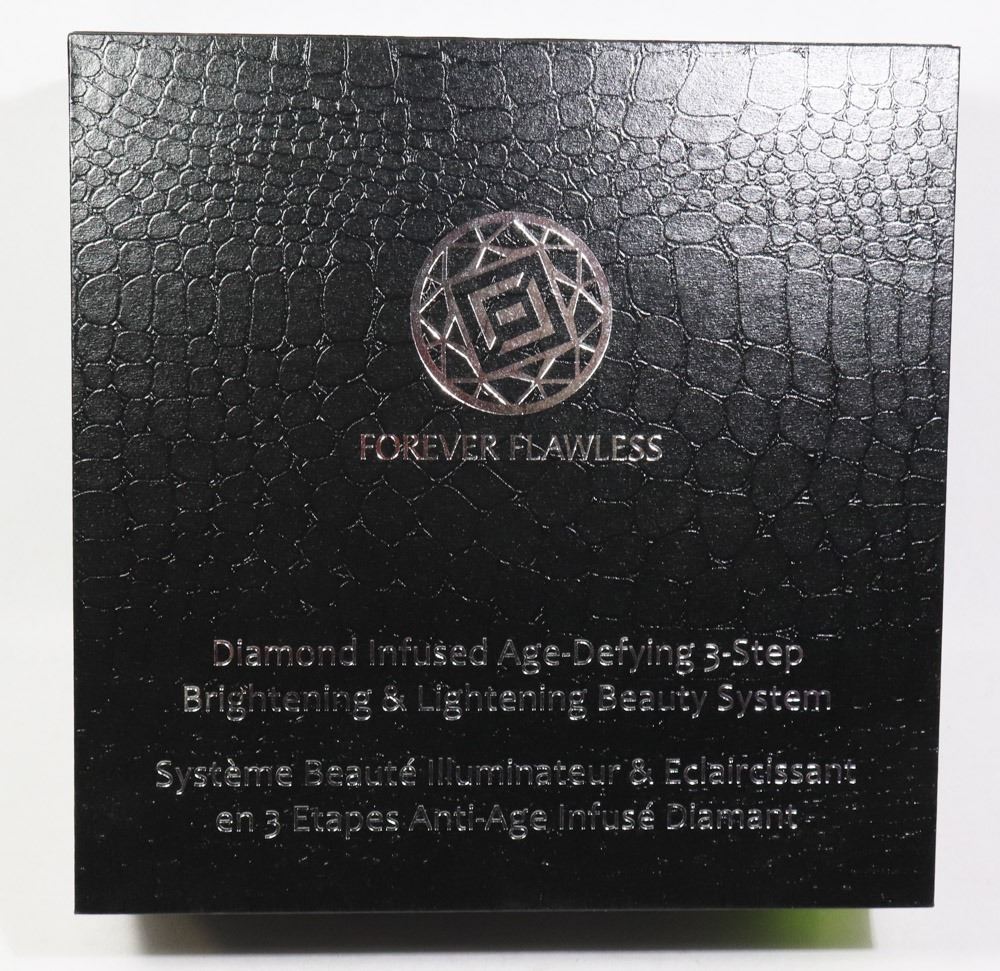 FOREVER FLAWLESS
Diamond Infused Age-Defying 3-Step
Brightening & Lightening Beauty System
Système Beauté Illuminateur & Eclaircissant
en 3 Etapes Anti-Age Infusé Diamant